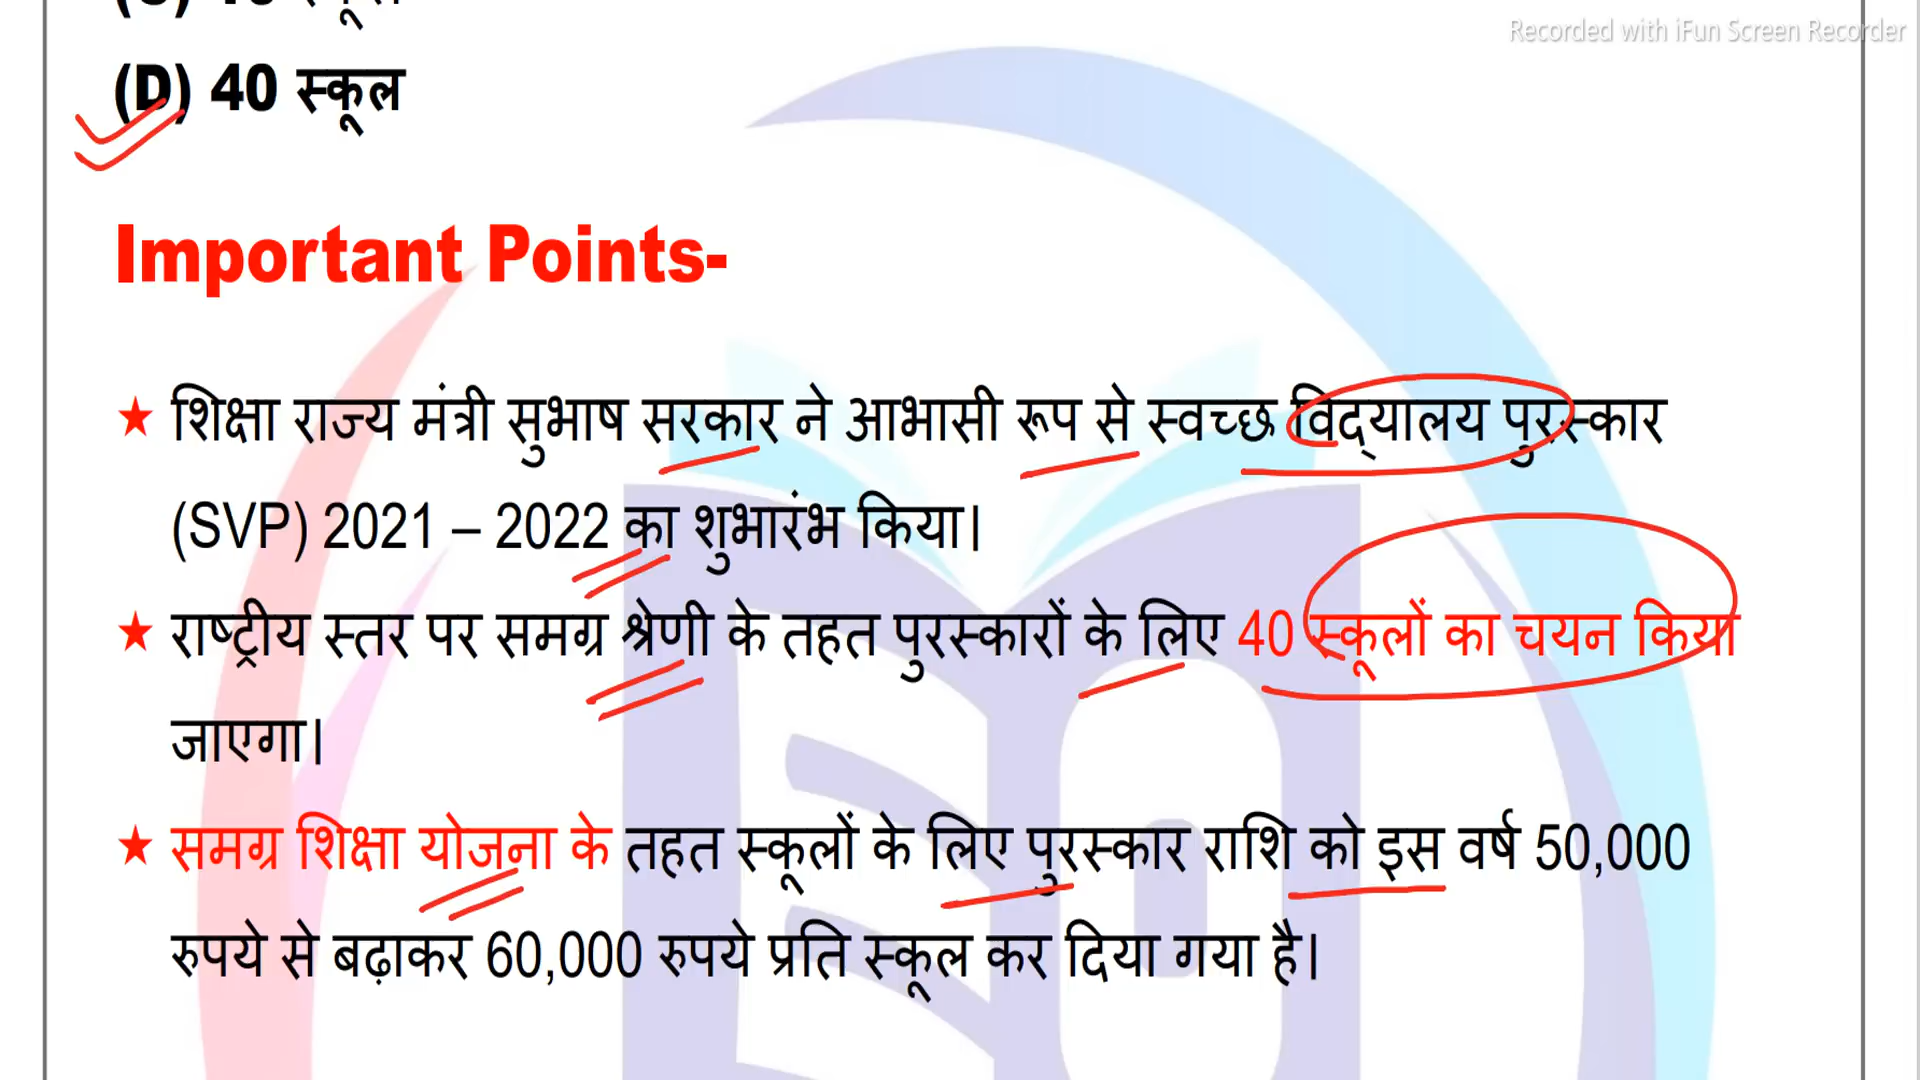 Recorded with iFun Screen Recorder
(D) 40 स्कूल
Important Points-
★ शिक्षा राज्य मंत्री सुभाष सरकार ने आभासी रूप से स्वच्छ विद्यालय पुरस्कार
(SVP) 2021 – 2022 का शुभारंभ किया।
★ राष्ट्रीय स्तर पर समग्र श्रेणी के तहत पुरस्कारों के लिए 40 स्कूलों का चयन किया
जाएगा।
★ समग्र शिक्षा योजना के तहत स्कूलों के लिए पुरस्कार राशि को इस वर्ष 50,000
रुपये से बढ़ाकर 60,000 रुपये प्रति स्कूल कर दिया गया है।